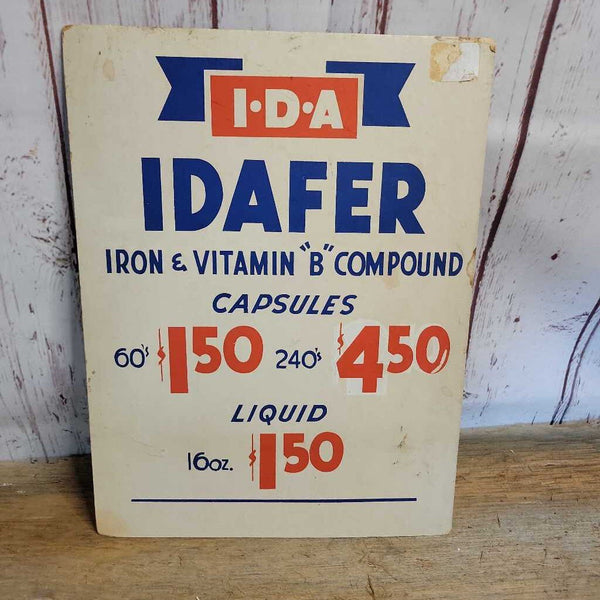 I·D·A
IDAFER
IRON & VITAMIN "B" COMPOUND
CAPSULES
60's $1.50 240's $4.50
LIQUID
16oz. $1.50